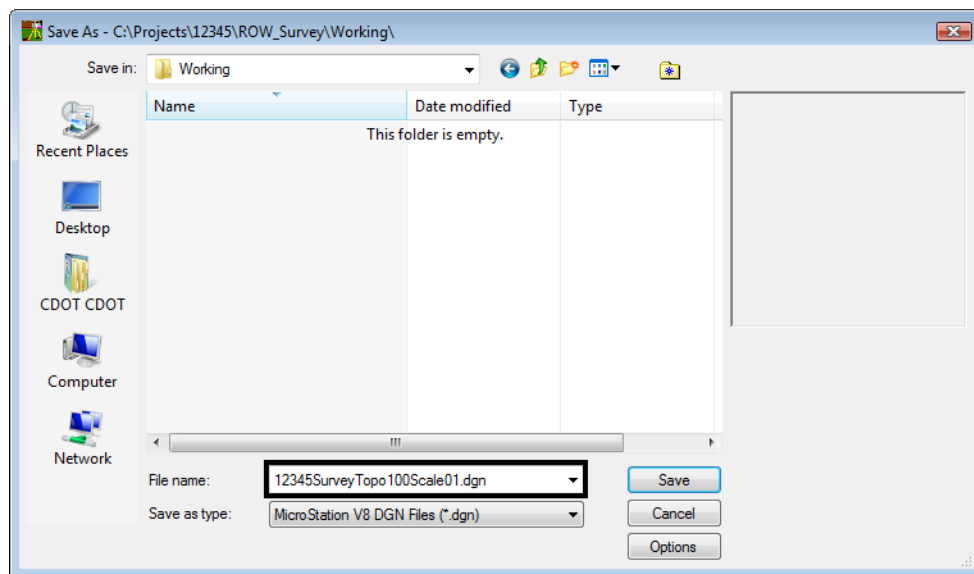 Save As - C:\Projects\12345\ROW_Survey\Working\
Save in:
Working
Name
Date modified
Type
This folder is empty.
Recent Places
Desktop
CDOT CDOT
Computer
Network
File name:
12345SurveyTopo100Scale01.dgn
Save
Save as type:
MicroStation V8 DGN Files (*.dgn)
Cancel
Options